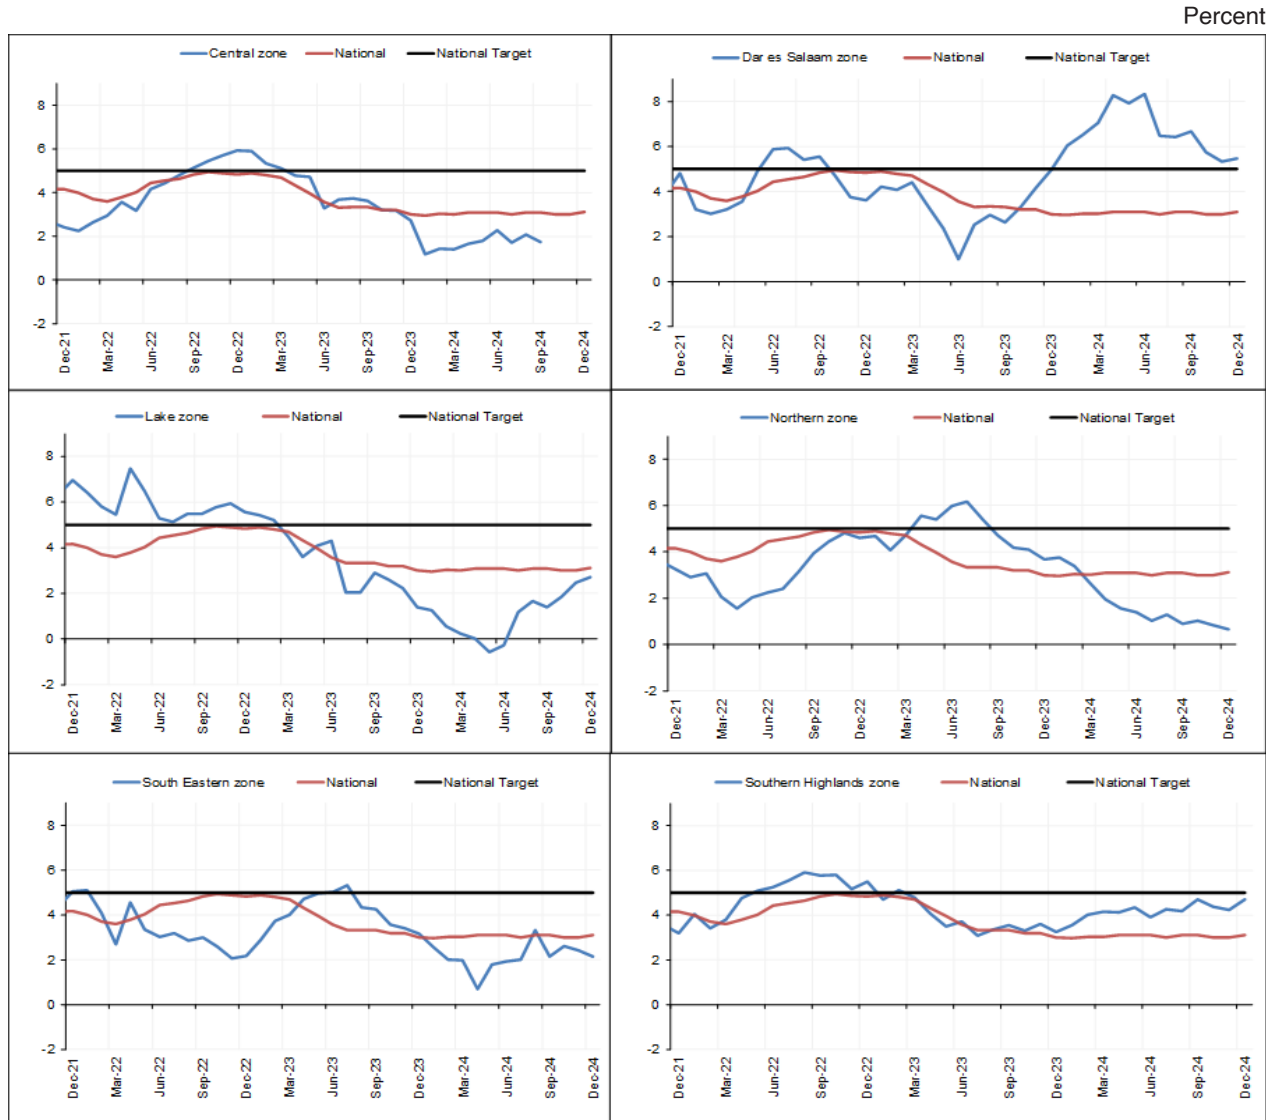 Percent
Central zone National National Target
8
6
4
2
0
-2
Dec-21 Mar-22 Jun-22 Sep-22 Dec-22 Mar-23 Jun-23 Sep-23 Dec-23 Mar-24 Jun-24 Sep-24 Dec-24
Dar es Salaam zone National National Target
8
6
4
2
0
-2
Dec-21 Mar-22 Jun-22 Sep-22 Dec-22 Mar-23 Jun-23 Sep-23 Dec-23 Mar-24 Jun-24 Sep-24 Dec-24
Lake zone National National Target
8
6
4
2
0
-2
Dec-21 Mar-22 Jun-22 Sep-22 Dec-22 Mar-23 Jun-23 Sep-23 Dec-23 Mar-24 Jun-24 Sep-24 Dec-24
Northern zone National National Target
8
6
4
2
0
-2
Dec-21 Mar-22 Jun-22 Sep-22 Dec-22 Mar-23 Jun-23 Sep-23 Dec-23 Mar-24 Jun-24 Sep-24 Dec-24
South Eastern zone National National Target
8
6
4
2
0
-2
Dec-21 Mar-22 Jun-22 Sep-22 Dec-22 Mar-23 Jun-23 Sep-23 Dec-23 Mar-24 Jun-24 Sep-24 Dec-24
Southern Highlands zone National National Target
8
6
4
2
0
-2
Dec-21 Mar-22 Jun-22 Sep-22 Dec-22 Mar-23 Jun-23 Sep-23 Dec-23 Mar-24 Jun-24 Sep-24 Dec-24